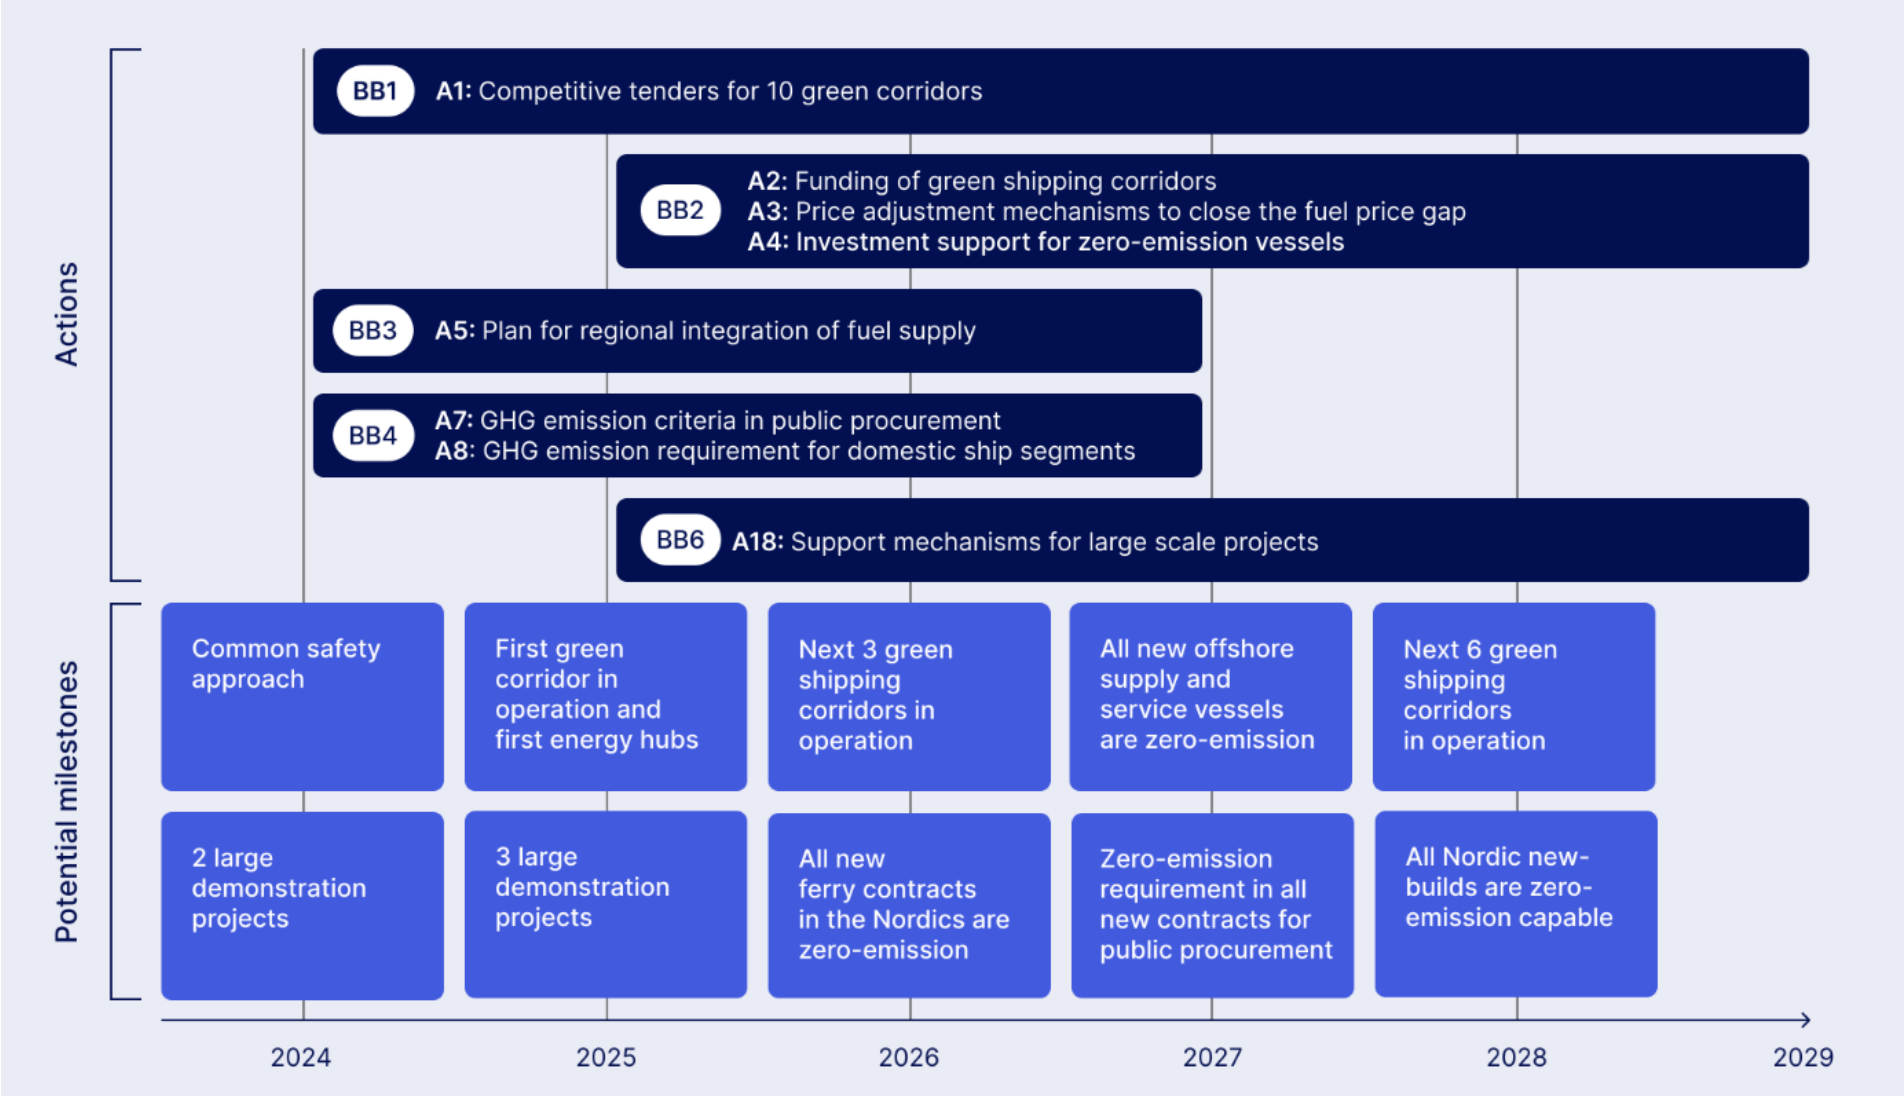 Actions
BB1
A1: Competitive tenders for 10 green corridors
BB2
A2: Funding of green shipping corridors
A3: Price adjustment mechanisms to close the fuel price gap
A4: Investment support for zero-emission vessels
BB3
A5: Plan for regional integration of fuel supply
BB4
A7: GHG emission criteria in public procurement
A8: GHG emission requirement for domestic ship segments
BB6
A18: Support mechanisms for large scale projects
Potential milestones
Common safety
approach
First green
corridor in
operation and
first energy hubs
Next 3 green
shipping
corridors in
operation
All new offshore
supply and
service vessels
are zero-emission
Next 6 green
shipping
corridors
in operation
2 large
demonstration
projects
3 large
demonstration
projects
All new
ferry contracts
in the Nordics are
zero-emission
Zero-emission
requirement in all
new contracts for
public procurement
All Nordic new-
builds are zero-
emission capable
2024
2025
2026
2027
2028
2029